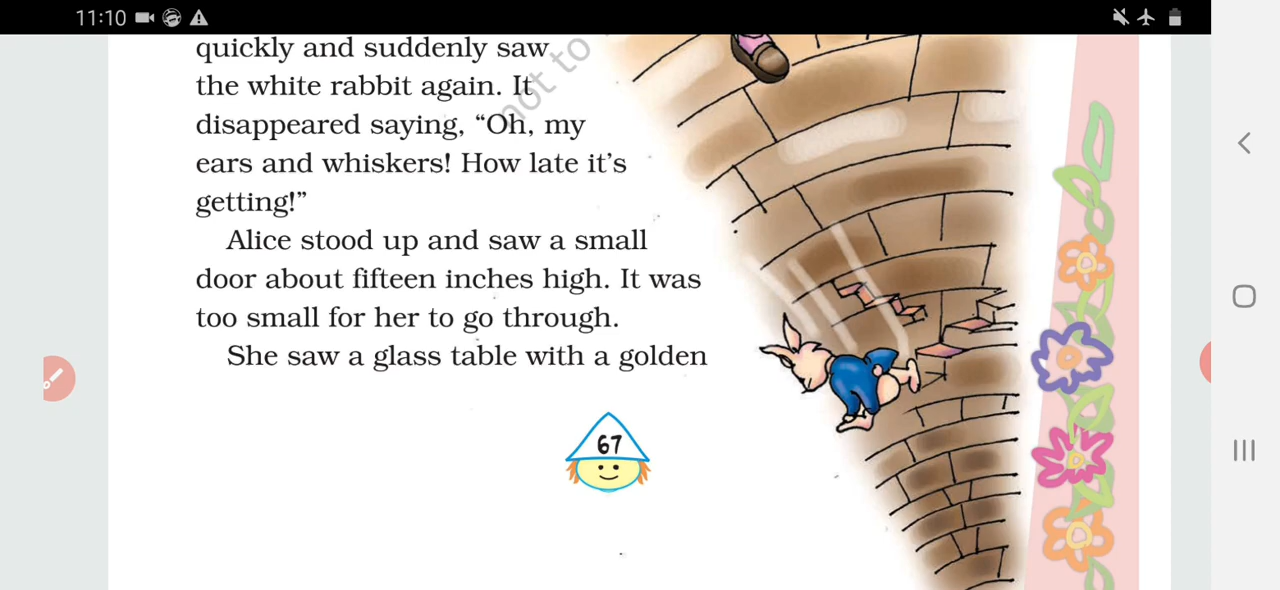 11:10
quickly and suddenly saw
the white rabbit again. It
disappeared saying, “Oh, my
ears and whiskers! How late it’s
getting!”
Alice stood up and saw a small
door about fifteen inches high. It was
too small for her to go through.
She saw a glass table with a golden
67
not to